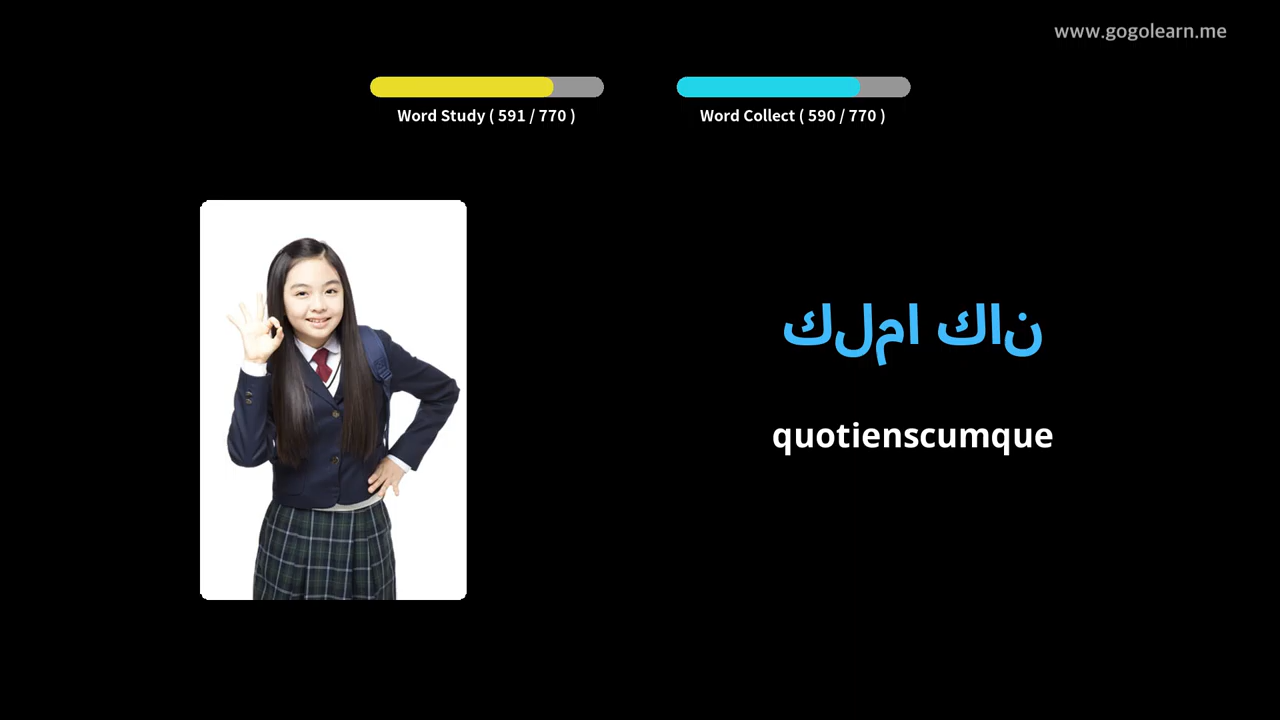 www.gogolearn.me
Word Study ( 591 / 770 )
Word Collect ( 590 / 770 )
كلما كان
quotienscumque